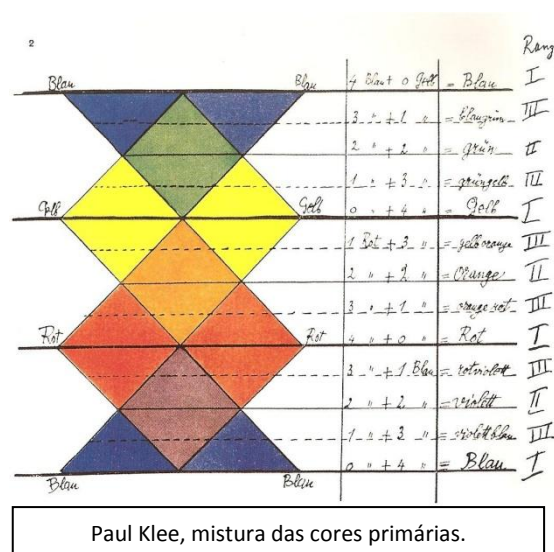 2
Rang
Blau Blau 4 Blau + 0 Gelb = Blau I
3 " + 1 " = blaugrün III
2 " + 2 " = grün II
1 " + 3 " = grüngelb III
Gelb Gelb 0 " + 4 " = Gelb I
1 Rot + 3 " = gelborange III
2 " + 2 " = Orange II
3 " + 1 " = orange rot III
Rot Rot 4 " + 0 " = Rot I
3 " + 1 Blau = rotviolett III
2 " + 2 " = violett II
1 " + 3 " = violettblau III
Blau Blau 0 " + 4 " = Blau I
Paul Klee, mistura das cores primárias.